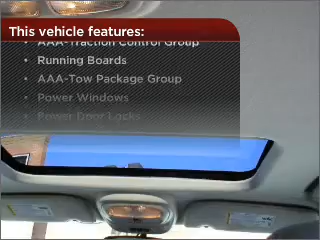 This vehicle features:
• AAA-Traction Control Group
• Running Boards
• AAA-Tow Package Group
• Power Windows
• Power Door Locks